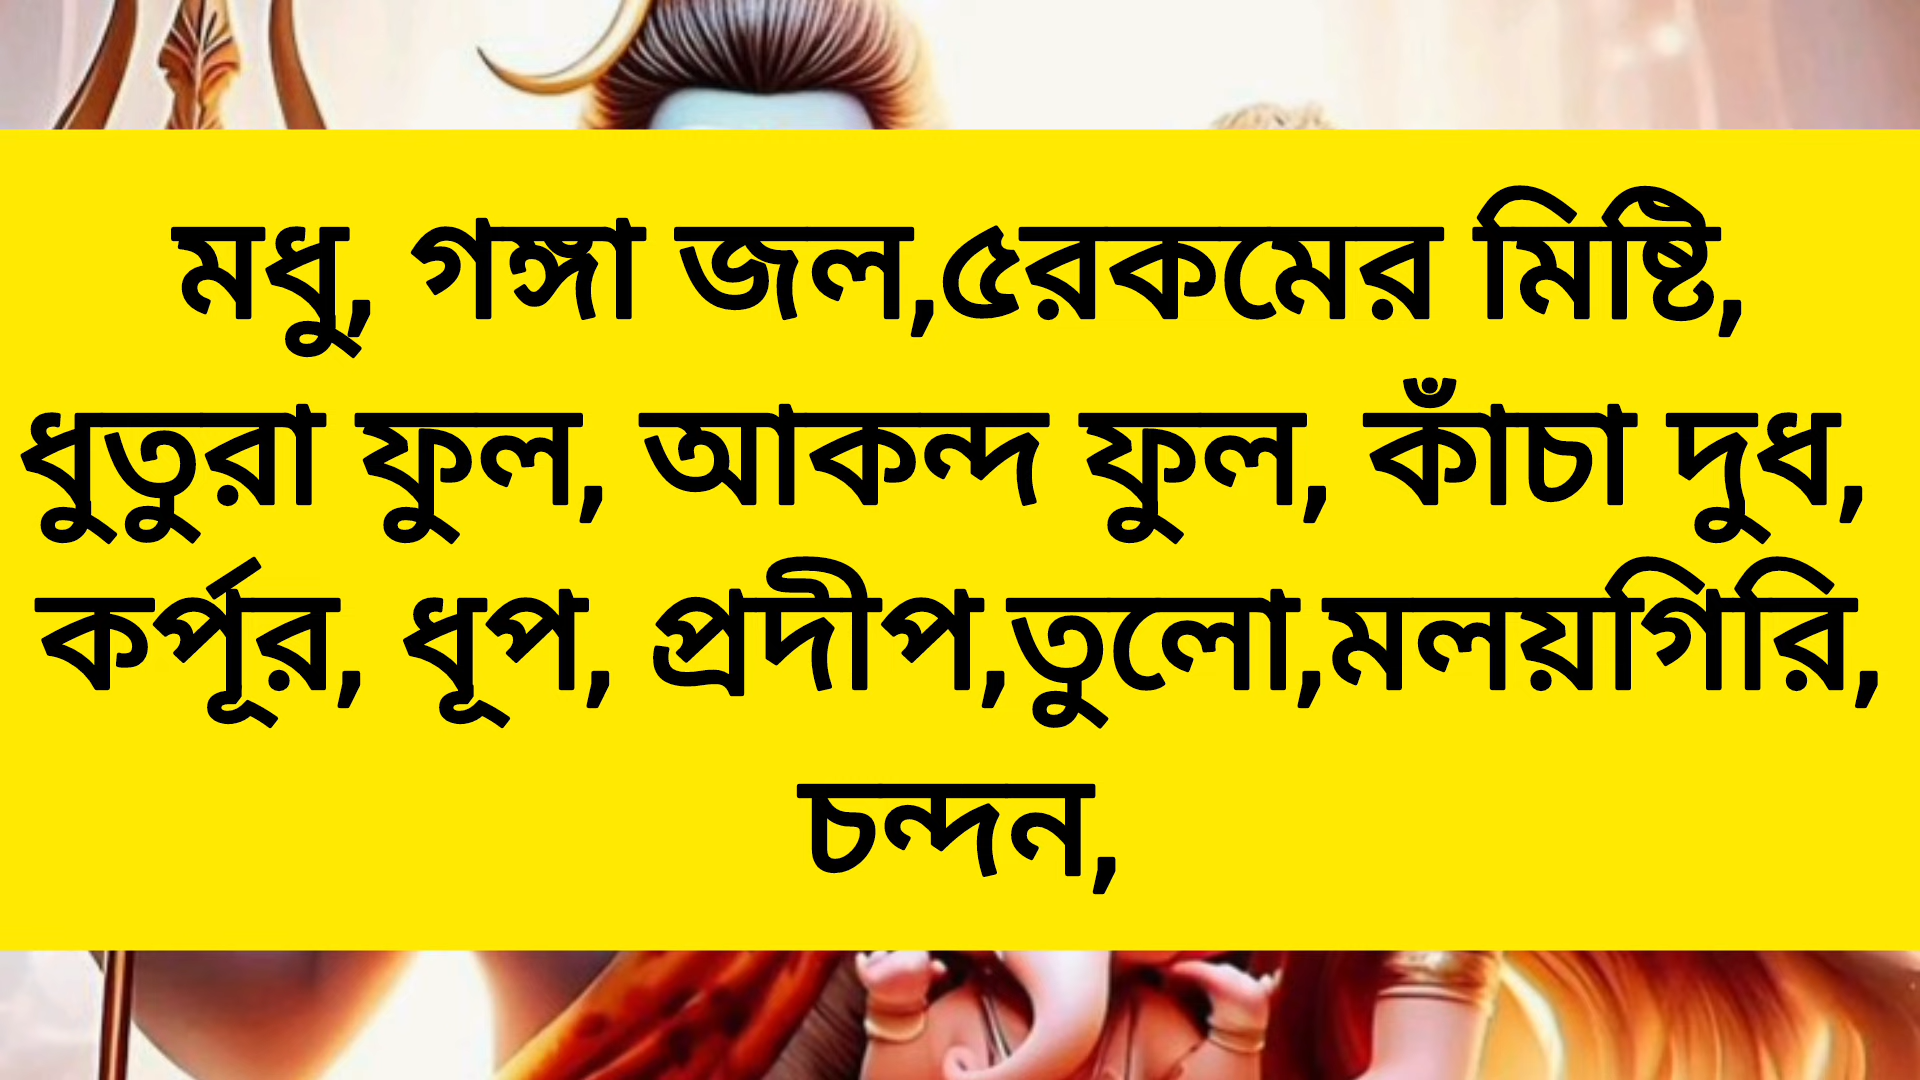 মধু, গঙ্গা জল,৫রকমের মিষ্টি,
ধুতুরা ফুল, আকন্দ ফুল, কাঁচা দুধ,
কর্পূর, ধূপ, প্রদীপ,তুলো,মলয়গিরি,
চন্দন,